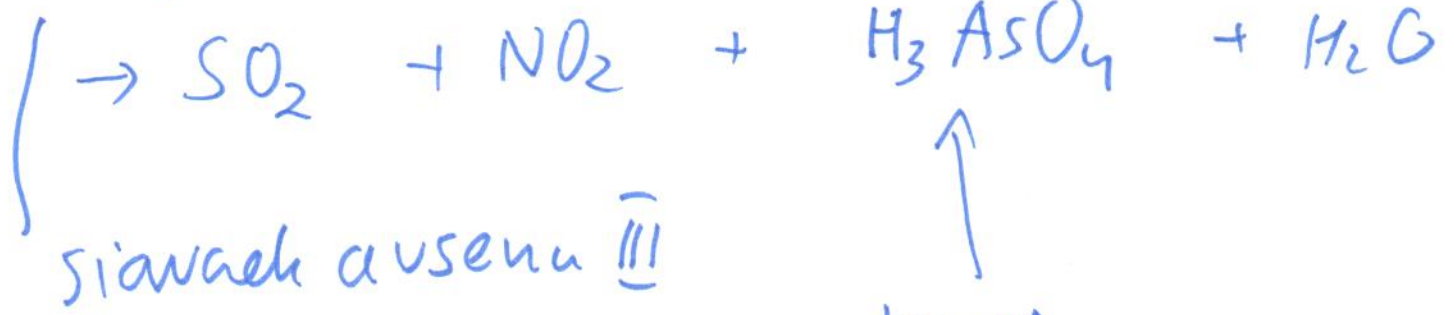 → SO₂ + NO₂ + H₃AsO₄ + H₂O
siarczek arsenu III